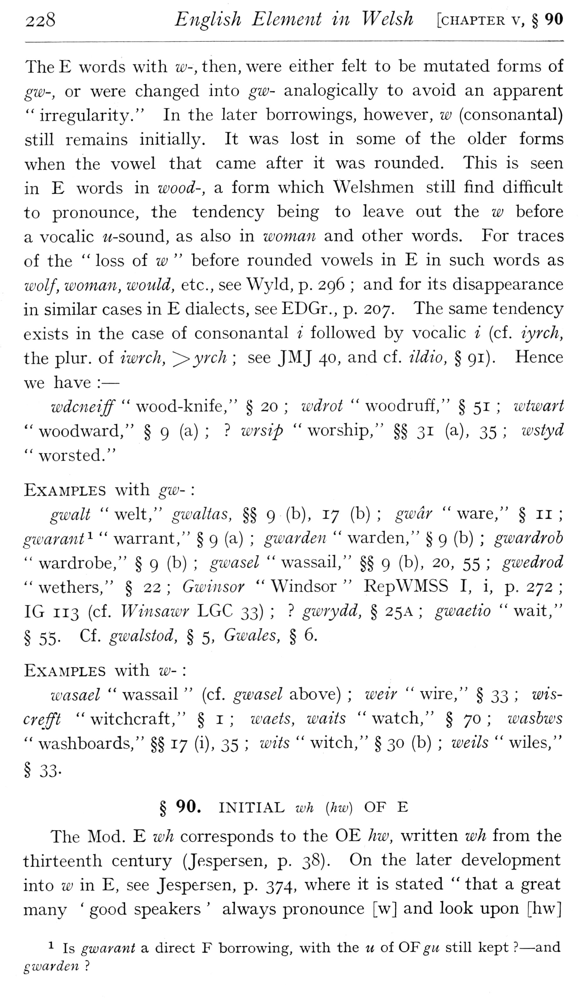 228 English Element in Welsh [CHAPTER V, § 90
The E words with w-, then, were either felt to be mutated forms of
gw-, or were changed into gw- analogically to avoid an apparent
“ irregularity.” In the later borrowings, however, w (consonantal)
still remains initially. It was lost in some of the older forms
when the vowel that came after it was rounded. This is seen
in E words in wood-, a form which Welshmen still find difficult
to pronounce, the tendency being to leave out the w before
a vocalic u-sound, as also in woman and other words. For traces
of the “ loss of w ” before rounded vowels in E in such words as
wolf, woman, would, etc., see Wyld, p. 296 ; and for its disappearance
in similar cases in E dialects, see EDGr., p. 207. The same tendency
exists in the case of consonantal i followed by vocalic i (cf. iyrch,
the plur. of iwrch, > yrch ; see JMJ 40, and cf. ildio, § 91). Hence
we have :—
wdcneiff “ wood-knife,” § 20 ; wdrot “ woodruff,” § 51 ; wtwart
“ woodward,” § 9 (a) ; ? wrsip “ worship,” §§ 31 (a), 35 ; wstyd
“ worsted.”
EXAMPLES with gw- :
gwalt “ welt,” gwaltas, §§ 9 (b), 17 (b) ; gwâr “ ware,” § 11 ;
gwarant¹ “ warrant,” § 9 (a) ; gwarden “ warden,” § 9 (b) ; gwardrob
“ wardrobe,” § 9 (b) ; gwasel “ wassail,” §§ 9 (b), 20, 55 ; gwedrod
“ wethers,” § 22 ; Gwinsor “ Windsor ” RepWMSS I, i, p. 272 ;
IG 113 (cf. Winsawr LGC 33) ; ? gwrydd, § 25A ; gwaetio “ wait,”
§ 55. Cf. gwalstod, § 5, Gwales, § 6.
EXAMPLES with w- :
wasael “ wassail ” (cf. gwasel above) ; weir “ wire,” § 33 ; wis-
crefft “ witchcraft,” § 1 ; waets, waits “ watch,” § 70 ; wasbws
“ washboards,” §§ 17 (i), 35 ; wits “ witch,” § 30 (b) ; weils “ wiles,”
§ 33.
§ 90. INITIAL wh (hw) OF E
The Mod. E wh corresponds to the OE hw, written wh from the
thirteenth century (Jespersen, p. 38). On the later development
into w in E, see Jespersen, p. 374, where it is stated “ that a great
many ‘ good speakers ’ always pronounce [w] and look upon [hw]
¹ Is gwarant a direct F borrowing, with the u of OF gu still kept ?—and
gwarden ?